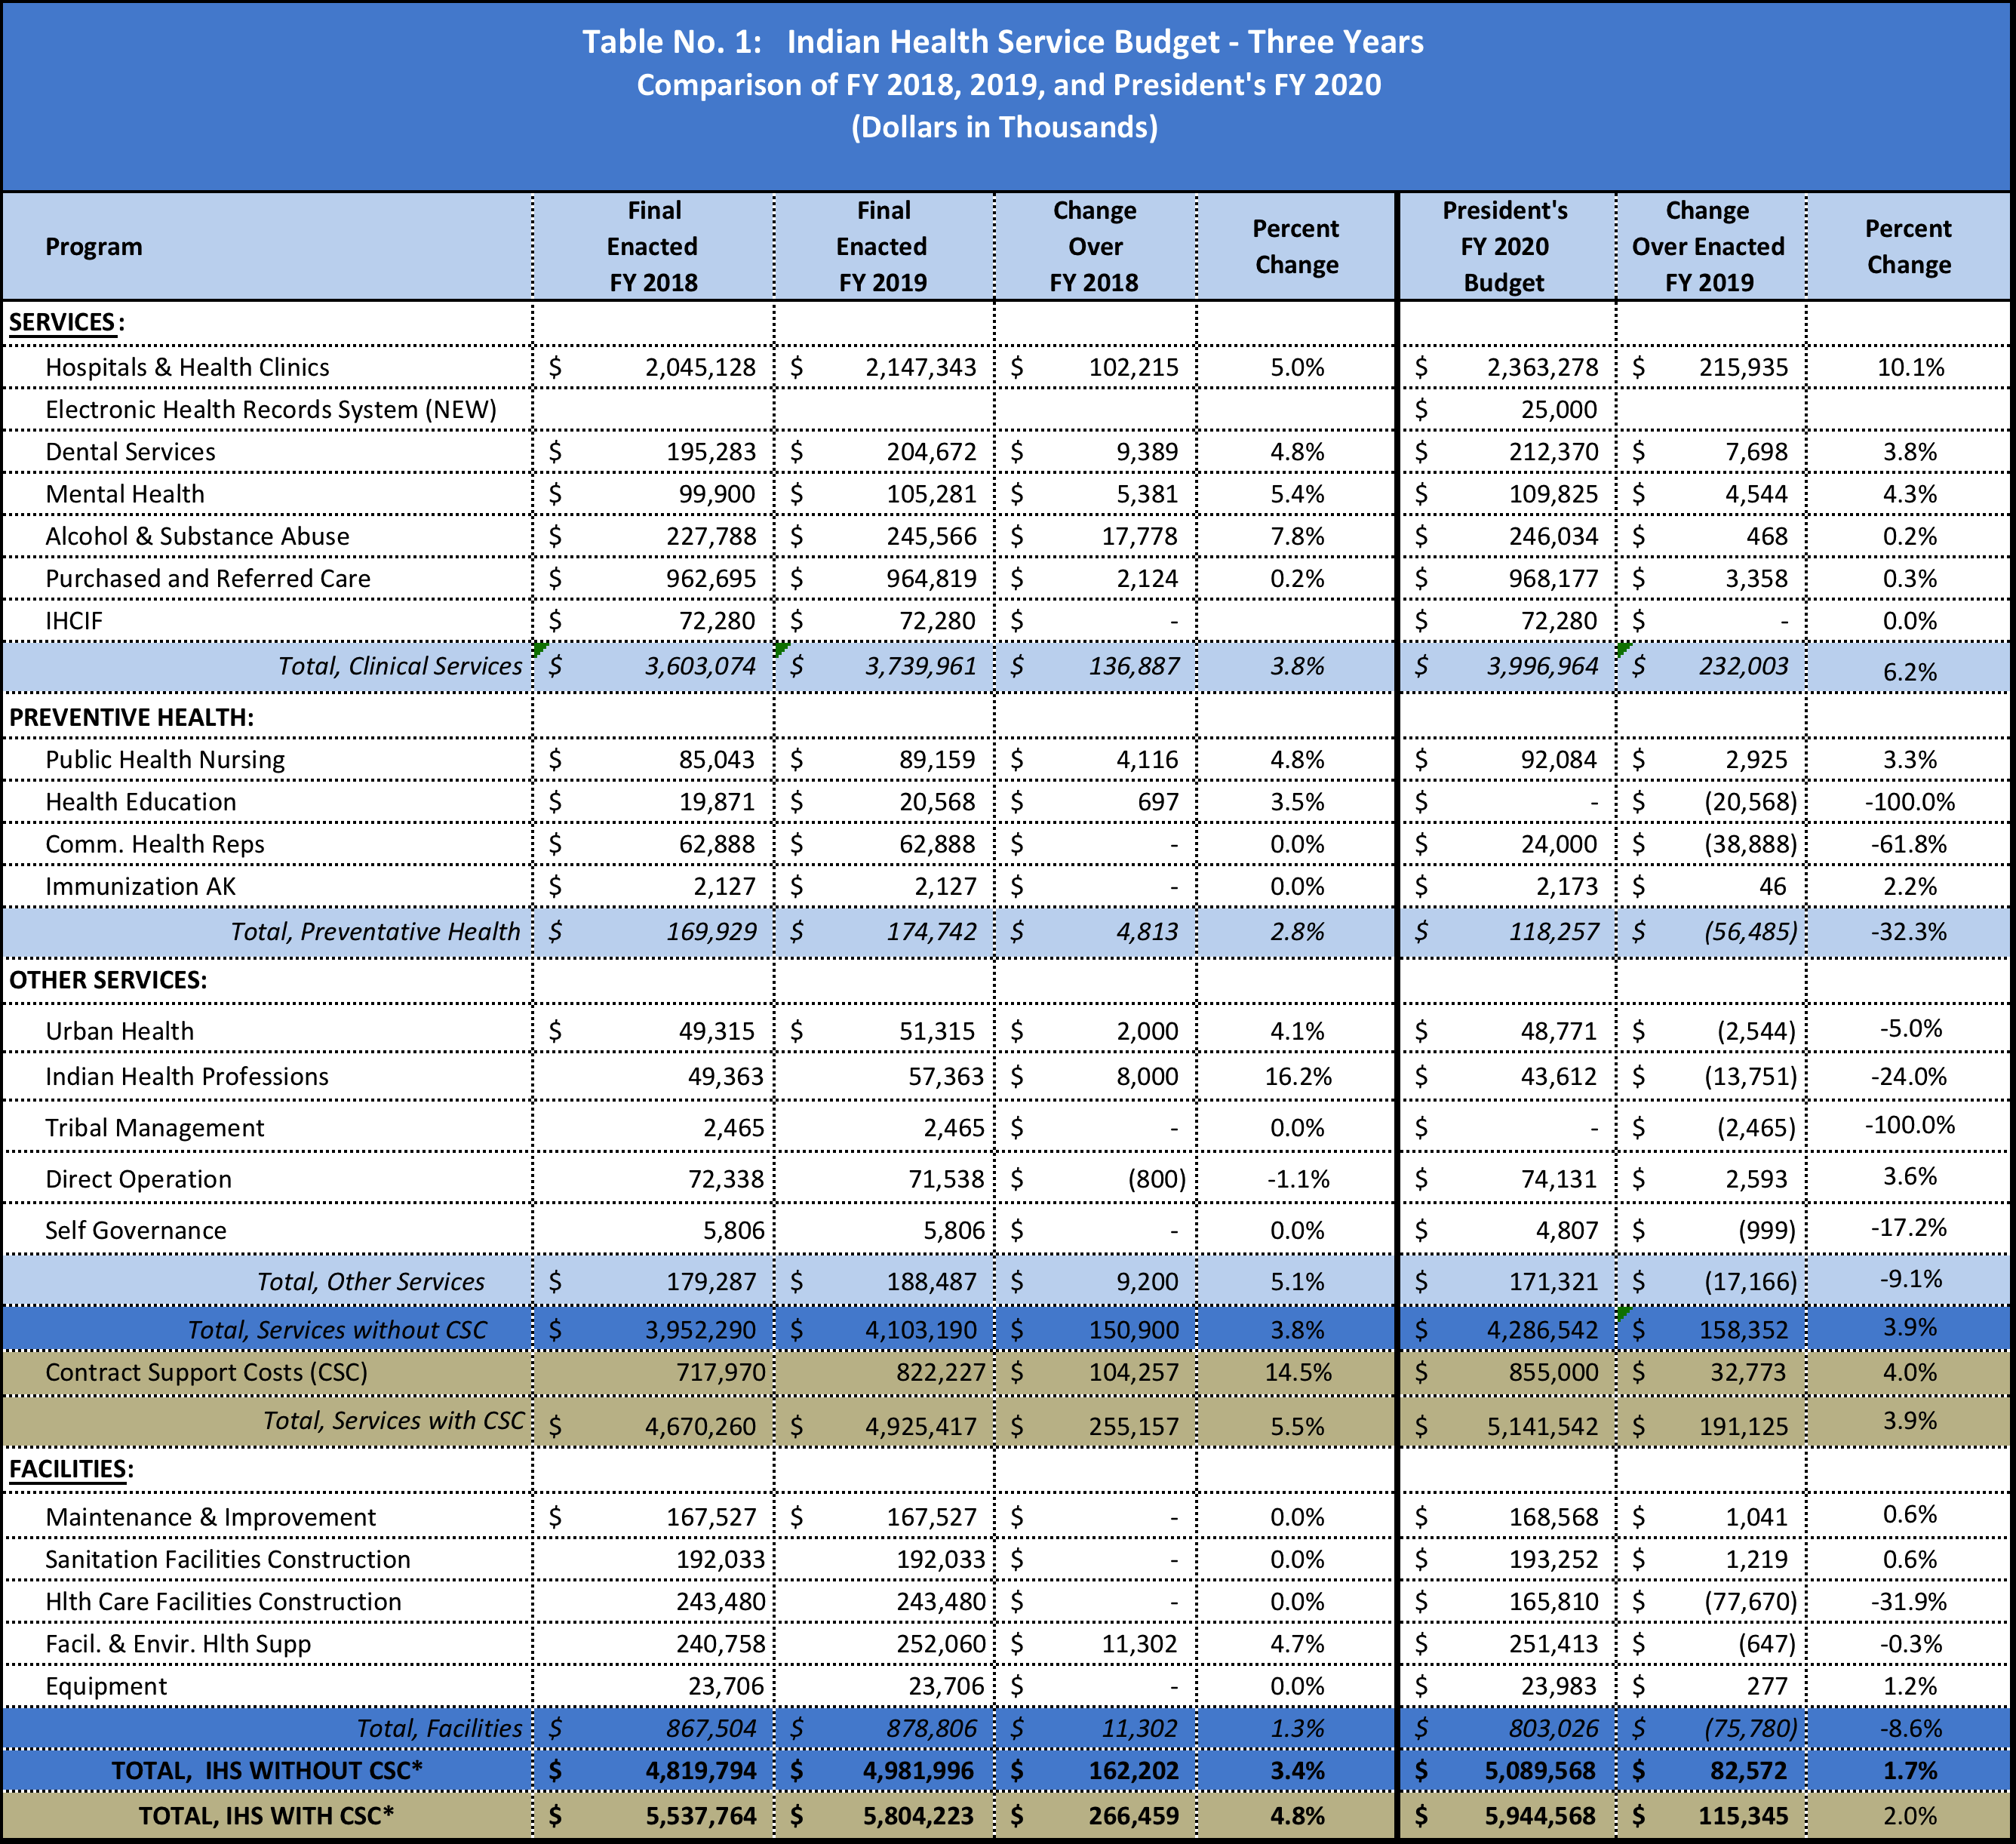 Table No. 1: Indian Health Service Budget - Three Years
Comparison of FY 2018, 2019, and President's FY 2020
(Dollars in Thousands)
Program Final Enacted FY 2018 Final Enacted FY 2019 Change Over FY 2018 Percent Change President's FY 2020 Budget Change Over Enacted FY 2019 Percent Change
SERVICES:
Hospitals & Health Clinics $ 2,045,128 $ 2,147,343 $ 102,215 5.0% $ 2,363,278 $ 215,935 10.1%
Electronic Health Records System (NEW) $ 25,000
Dental Services $ 195,283 $ 204,672 $ 9,389 4.8% $ 212,370 $ 7,698 3.8%
Mental Health $ 99,900 $ 105,281 $ 5,381 5.4% $ 109,825 $ 4,544 4.3%
Alcohol & Substance Abuse $ 227,788 $ 245,566 $ 17,778 7.8% $ 246,034 $ 468 0.2%
Purchased and Referred Care $ 962,695 $ 964,819 $ 2,124 0.2% $ 968,177 $ 3,358 0.3%
IHCIF $ 72,280 $ 72,280 $ - $ 72,280 $ - 0.0%
Total, Clinical Services $ 3,603,074 $ 3,739,961 $ 136,887 3.8% $ 3,996,964 $ 232,003 6.2%
PREVENTIVE HEALTH:
Public Health Nursing $ 85,043 $ 89,159 $ 4,116 4.8% $ 92,084 $ 2,925 3.3%
Health Education $ 19,871 $ 20,568 $ 697 3.5% $ - $ (20,568) -100.0%
Comm. Health Reps $ 62,888 $ 62,888 $ - 0.0% $ 24,000 $ (38,888) -61.8%
Immunization AK $ 2,127 $ 2,127 $ - 0.0% $ 2,173 $ 46 2.2%
Total, Preventative Health $ 169,929 $ 174,742 $ 4,813 2.8% $ 118,257 $ (56,485) -32.3%
OTHER SERVICES:
Urban Health $ 49,315 $ 51,315 $ 2,000 4.1% $ 48,771 $ (2,544) -5.0%
Indian Health Professions 49,363 57,363 $ 8,000 16.2% $ 43,612 $ (13,751) -24.0%
Tribal Management 2,465 2,465 $ - 0.0% $ - $ (2,465) -100.0%
Direct Operation 72,338 71,538 $ (800) -1.1% $ 74,131 $ 2,593 3.6%
Self Governance 5,806 5,806 $ - 0.0% $ 4,807 $ (999) -17.2%
Total, Other Services $ 179,287 $ 188,487 $ 9,200 5.1% $ 171,321 $ (17,166) -9.1%
Total, Services without CSC $ 3,952,290 $ 4,103,190 $ 150,900 3.8% $ 4,286,542 $ 158,352 3.9%
Contract Support Costs (CSC) 717,970 822,227 $ 104,257 14.5% $ 855,000 $ 32,773 4.0%
Total, Services with CSC $ 4,670,260 $ 4,925,417 $ 255,157 5.5% $ 5,141,542 $ 191,125 3.9%
FACILITIES:
Maintenance & Improvement $ 167,527 $ 167,527 $ - 0.0% $ 168,568 $ 1,041 0.6%
Sanitation Facilities Construction 192,033 192,033 $ - 0.0% $ 193,252 $ 1,219 0.6%
Hlth Care Facilities Construction 243,480 243,480 $ - 0.0% $ 165,810 $ (77,670) -31.9%
Facil. & Envir. Hlth Supp 240,758 252,060 $ 11,302 4.7% $ 251,413 $ (647) -0.3%
Equipment 23,706 23,706 $ - 0.0% $ 23,983 $ 277 1.2%
Total, Facilities $ 867,504 $ 878,806 $ 11,302 1.3% $ 803,026 $ (75,780) -8.6%
TOTAL, IHS WITHOUT CSC* $ 4,819,794 $ 4,981,996 $ 162,202 3.4% $ 5,089,568 $ 82,572 1.7%
TOTAL, IHS WITH CSC* $ 5,537,764 $ 5,804,223 $ 266,459 4.8% $ 5,944,568 $ 115,345 2.0%